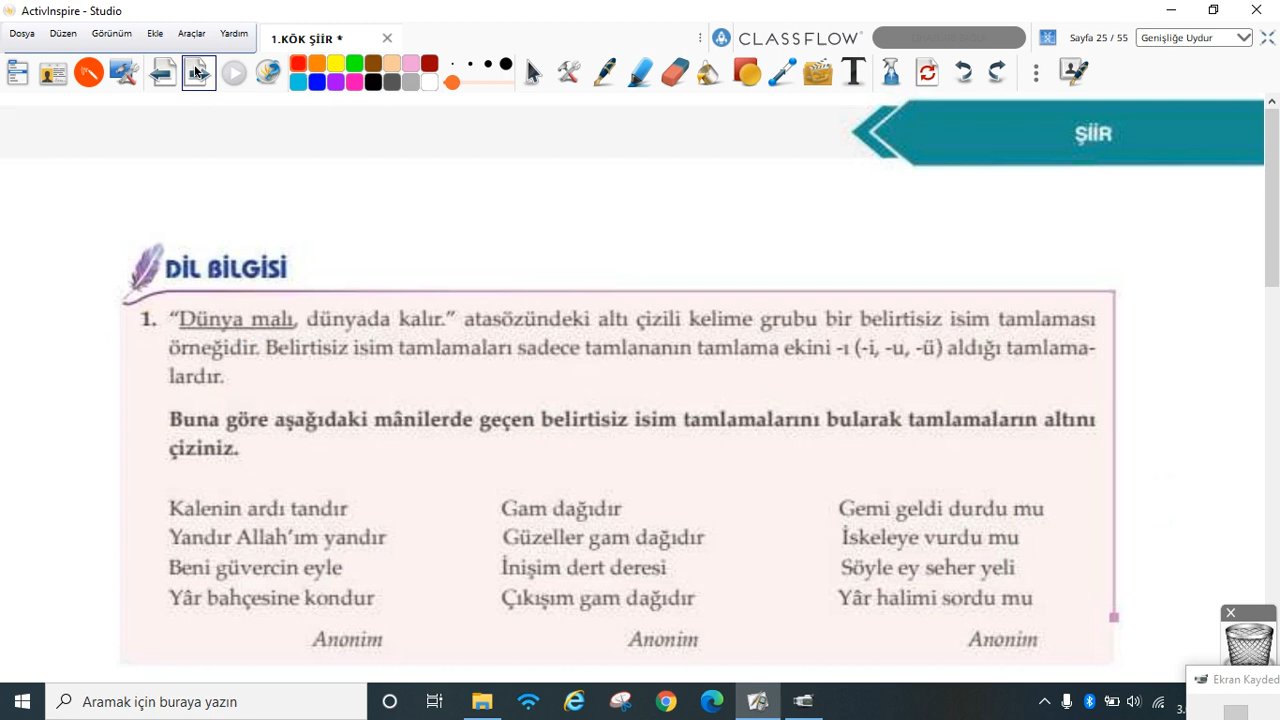 ActivInspire - Studio
Dosya Düzen Görünüm Ekle Araçlar Yardım
1.KÖK ŞİİR *
CLASSFLOW
Sayfa 25 / 55
Genişliğe Uydur
ŞİİR
DİL BİLGİSİ
1. “Dünya malı, dünyada kalır.” atasözündeki altı çizili kelime grubu bir belirtisiz isim tamlaması
örneğidir. Belirtisiz isim tamlamaları sadece tamlananın tamlama ekini -ı (-i, -u, -ü) aldığı tamlama-
lardır.
Buna göre aşağıdaki mânilerde geçen belirtisiz isim tamlamalarını bularak tamlamaların altını
çiziniz.
Kalenin ardı tandır
Yandır Allah’ım yandır
Beni güvercin eyle
Yâr bahçesine kondur
Anonim
Gam dağıdır
Güzeller gam dağıdır
İnişim dert deresi
Çıkışım gam dağıdır
Anonim
Gemi geldi durdu mu
İskeleye vurdu mu
Söyle ey seher yeli
Yâr halimi sordu mu
Anonim
Ekran Kayded
Aramak için buraya yazın
3.